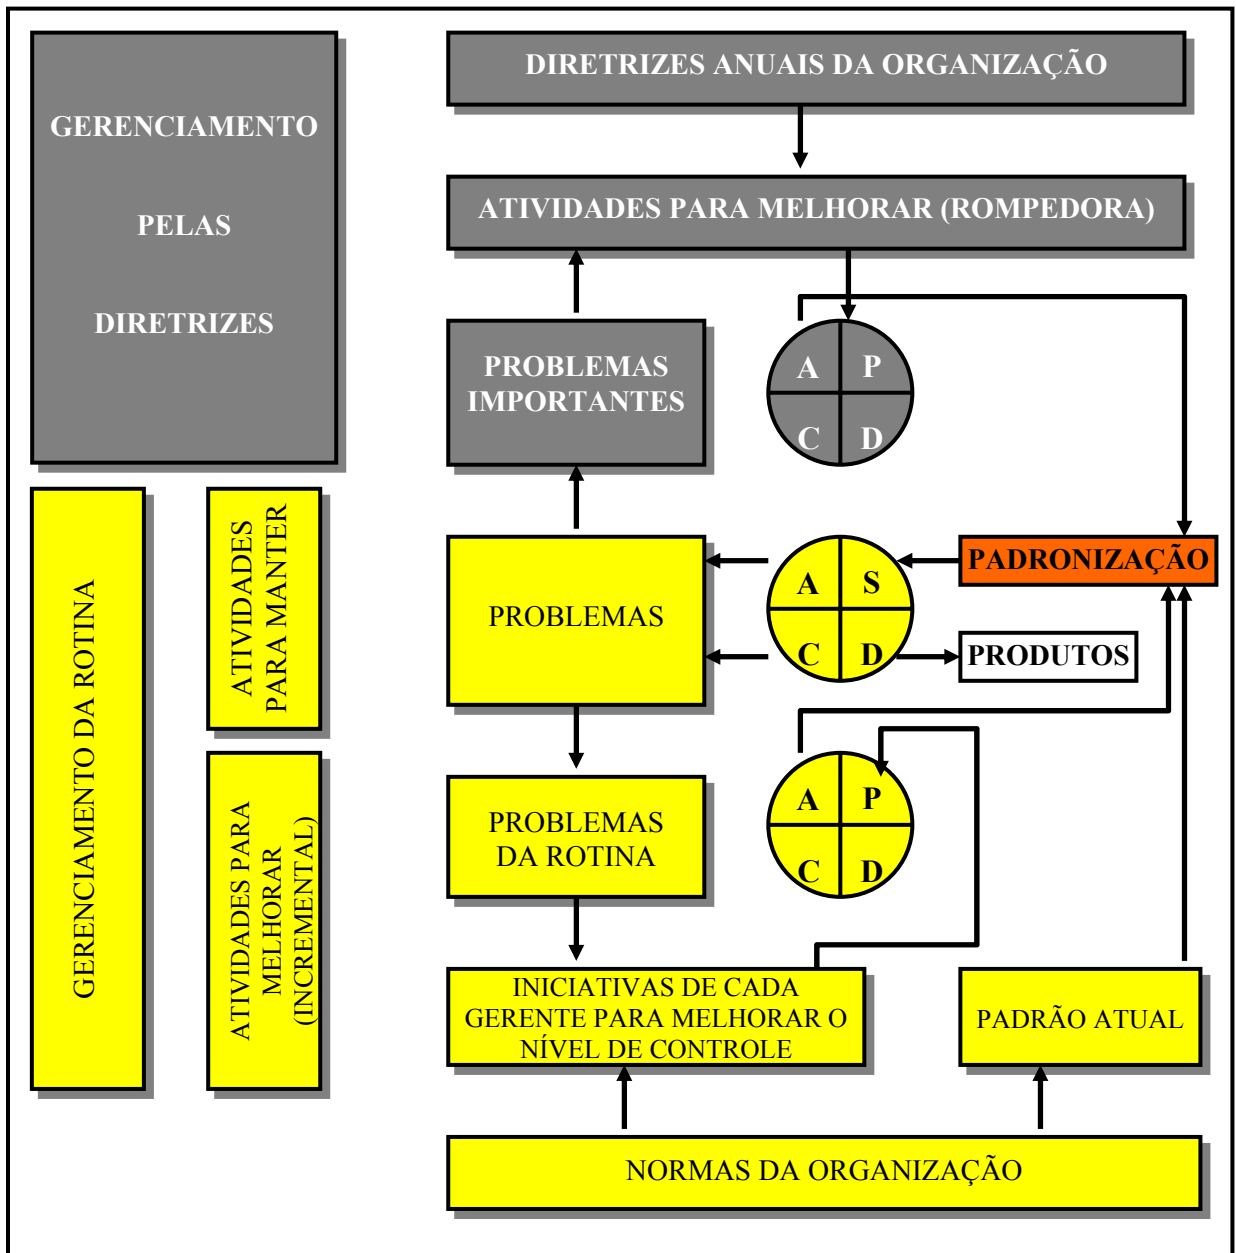 GERENCIAMENTO
PELAS
DIRETRIZES
DIRETRIZES ANUAIS DA ORGANIZAÇÃO
ATIVIDADES PARA MELHORAR (ROMPEDORA)
PROBLEMAS
IMPORTANTES
A P
C D
GERENCIAMENTO DA ROTINA
ATIVIDADES
PARA MANTER
PROBLEMAS
A S
C D
PADRONIZAÇÃO
PRODUTOS
ATIVIDADES PARA
MELHORAR
(INCREMENTAL)
PROBLEMAS
DA ROTINA
A P
C D
INICIATIVAS DE CADA
GERENTE PARA MELHORAR O
NÍVEL DE CONTROLE
PADRÃO ATUAL
NORMAS DA ORGANIZAÇÃO